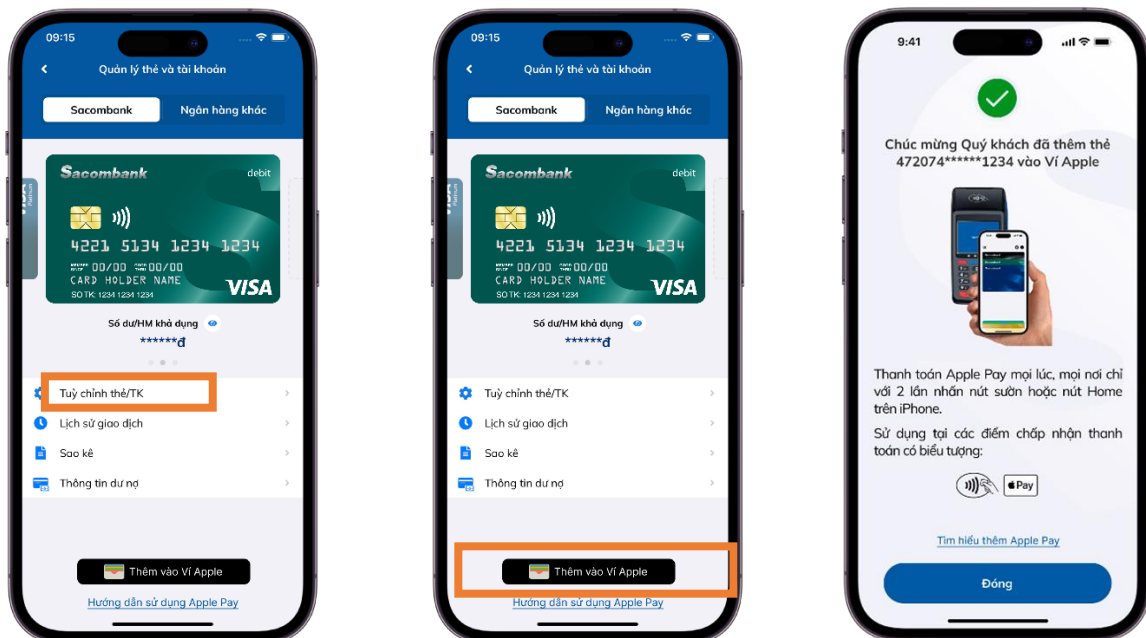 09:15
Quản lý thẻ và tài khoản
Sacombank
Ngân hàng khác
Sacombank
debit
4221 5134 1234 1234
00/00
00/00
CARD HOLDER NAME
SO TK: 1234 1234 1234
VISA
Số dư/HM khả dụng
******đ
Tuỳ chỉnh thẻ/TK
Lịch sử giao dịch
Sao kê
Thông tin dư nợ
Thêm vào Ví Apple
Hướng dẫn sử dụng Apple Pay
09:15
Quản lý thẻ và tài khoản
Sacombank
Ngân hàng khác
Sacombank
debit
4221 5134 1234 1234
00/00
00/00
CARD HOLDER NAME
SO TK: 1234 1234 1234
VISA
Số dư/HM khả dụng
******đ
Tuỳ chỉnh thẻ/TK
Lịch sử giao dịch
Sao kê
Thông tin dư nợ
Thêm vào Ví Apple
Hướng dẫn sử dụng Apple Pay
9:41
Chúc mừng Quý khách đã thêm thẻ
472074******1234 vào Ví Apple
Thanh toán Apple Pay mọi lúc, mọi nơi chỉ
với 2 lần nhấn nút sườn hoặc nút Home
trên iPhone.
Sử dụng tại các điểm chấp nhận thanh
toán có biểu tượng:
Pay
Tìm hiểu thêm Apple Pay
Đóng